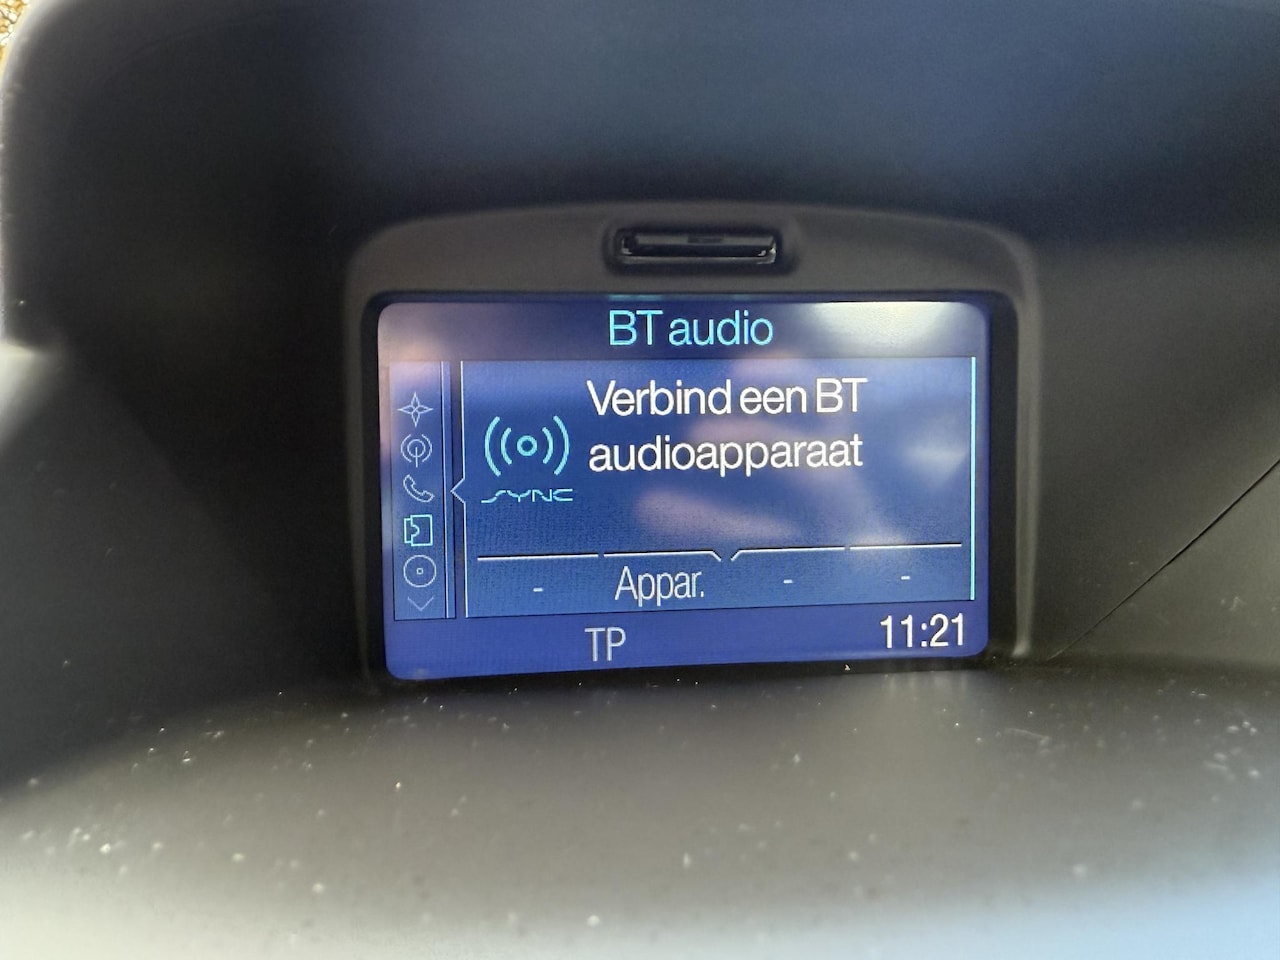 BT audio
Verbind een BT
audioapparaat
SYNC
- Appar. - -
TP 11:21